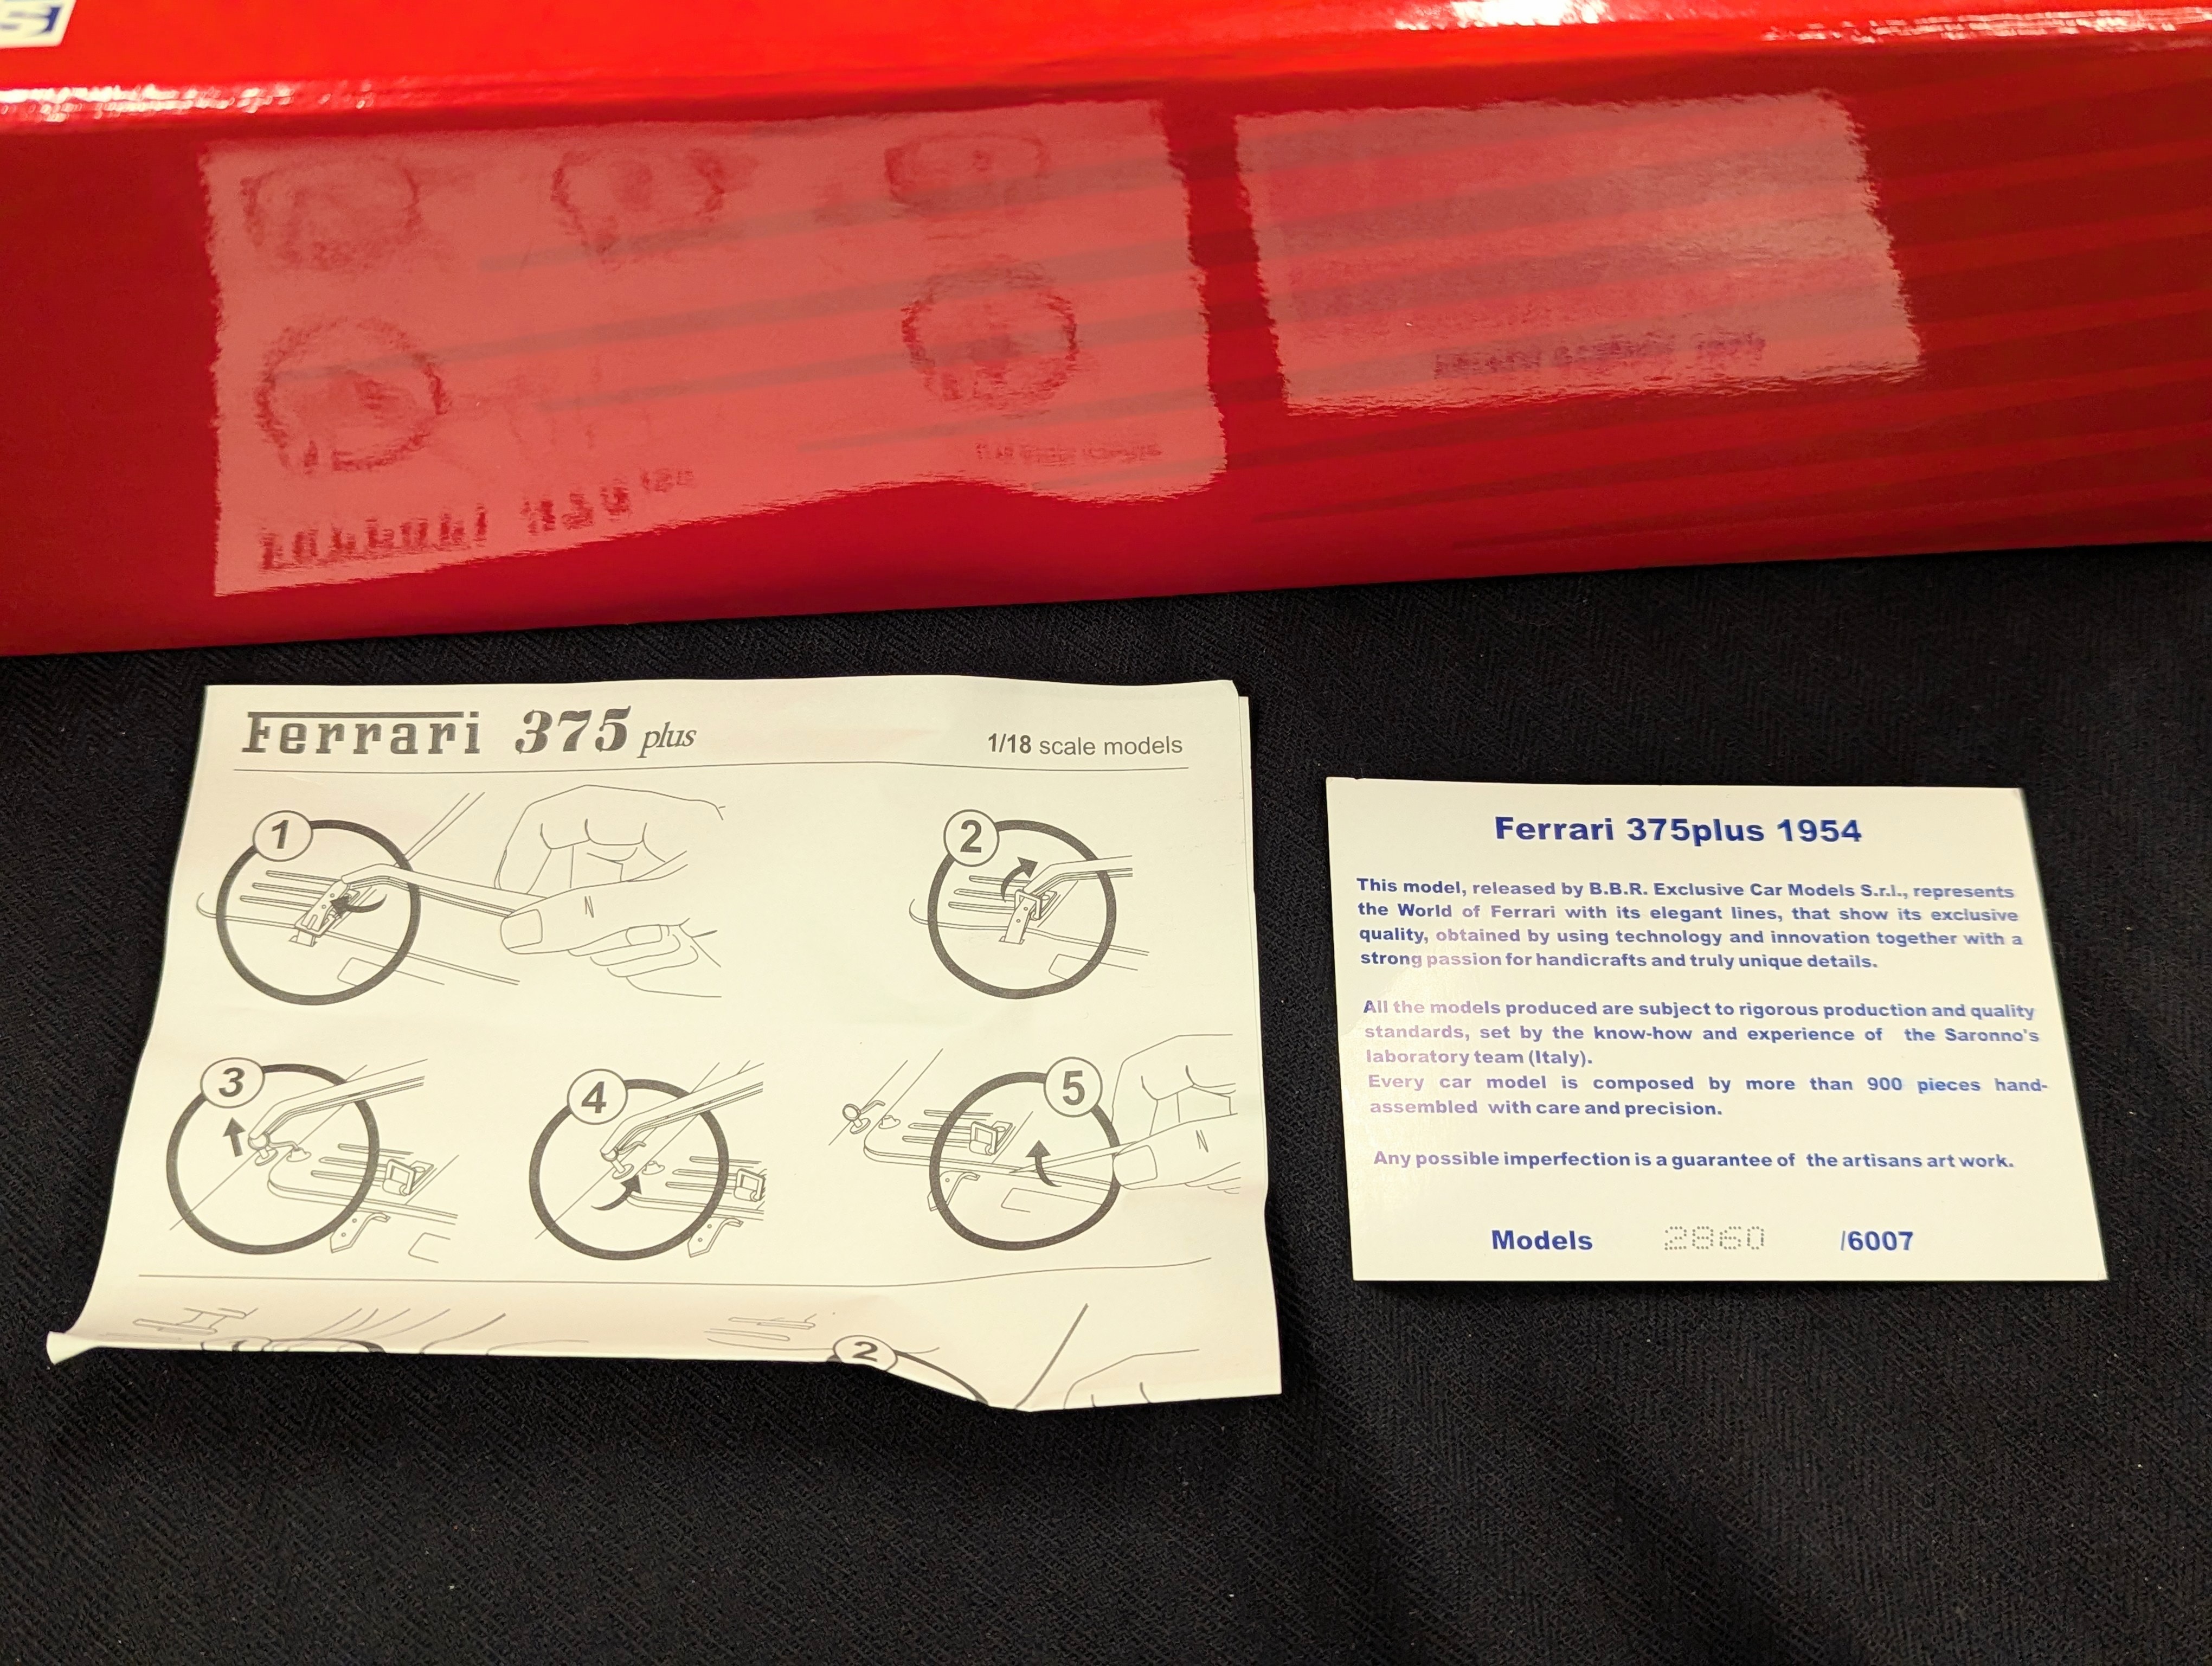 Ferrari 375 plus
1/18 scale models
1
2
3
4
5
N
N
1
2
Ferrari 375plus 1954
This model, released by B.B.R. Exclusive Car Models S.r.l., represents
the World of Ferrari with its elegant lines, that show its exclusive
quality, obtained by using technology and innovation together with a
strong passion for handicrafts and truly unique details.
All the models produced are subject to rigorous production and quality
standards, set by the know-how and experience of the Saronno's
laboratory team (Italy).
Every car model is composed by more than 900 pieces hand-
assembled with care and precision.
Any possible imperfection is a guarantee of the artisans art work.
Models 2860 /6007